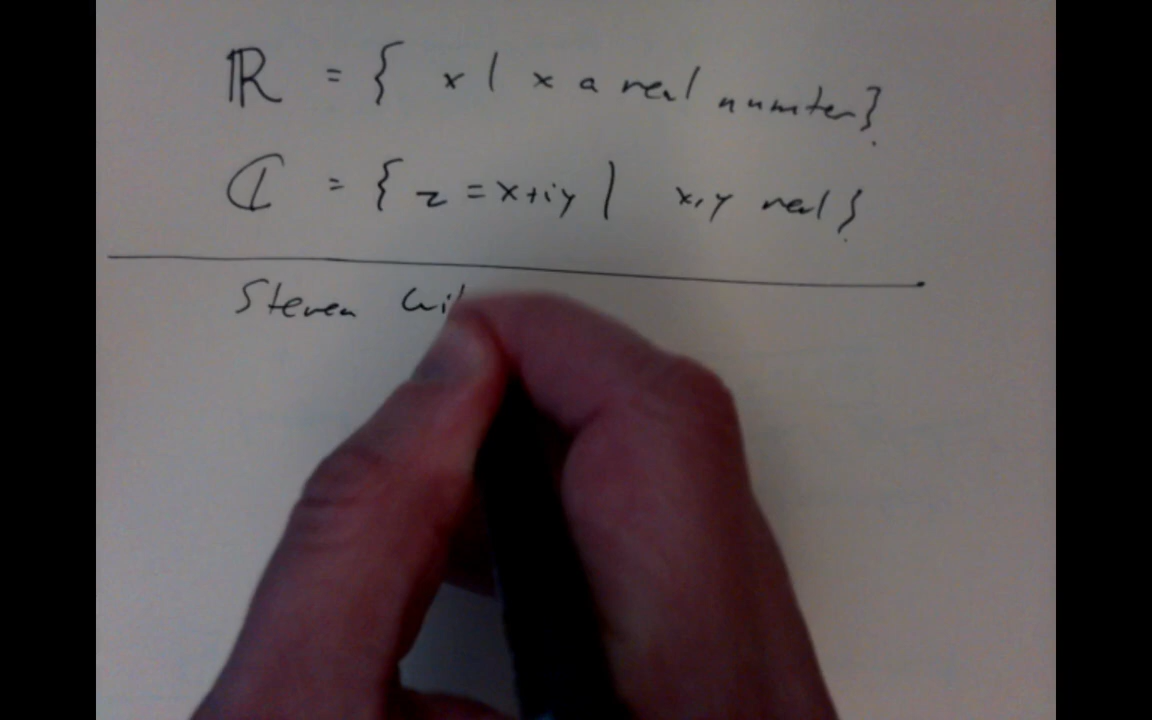 ℝ = { x | x a real number }.
ℂ = { z = x+iy | x, y real }.
Steven